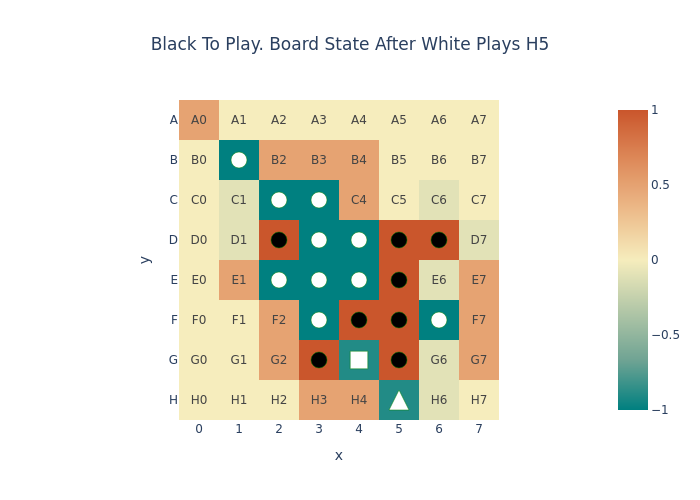 Black To Play. Board State After White Plays H5
A A0 A1 A2 A3 A4 A5 A6 A7 1
B B0 B2 B3 B4 B5 B6 B7
C C0 C1 C4 C5 C6 C7 0.5
D D0 D1 D7
y 0
E E0 E1 E6 E7
F F0 F1 F2 F7 −0.5
G G0 G1 G2 G6 G7
H H0 H1 H2 H3 H4 H6 H7 −1
0 1 2 3 4 5 6 7
x